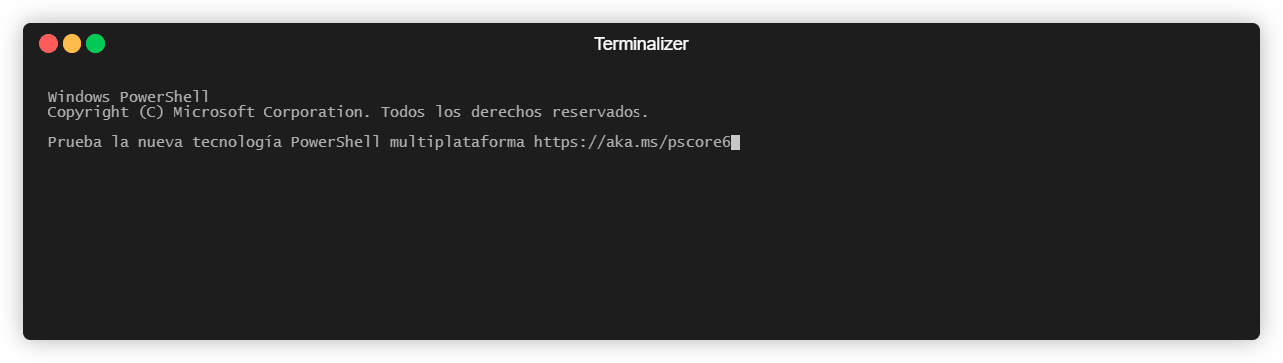 Terminalizer
Windows PowerShell
Copyright (C) Microsoft Corporation. Todos los derechos reservados.
Prueba la nueva tecnología PowerShell multiplataforma https://aka.ms/pscore6